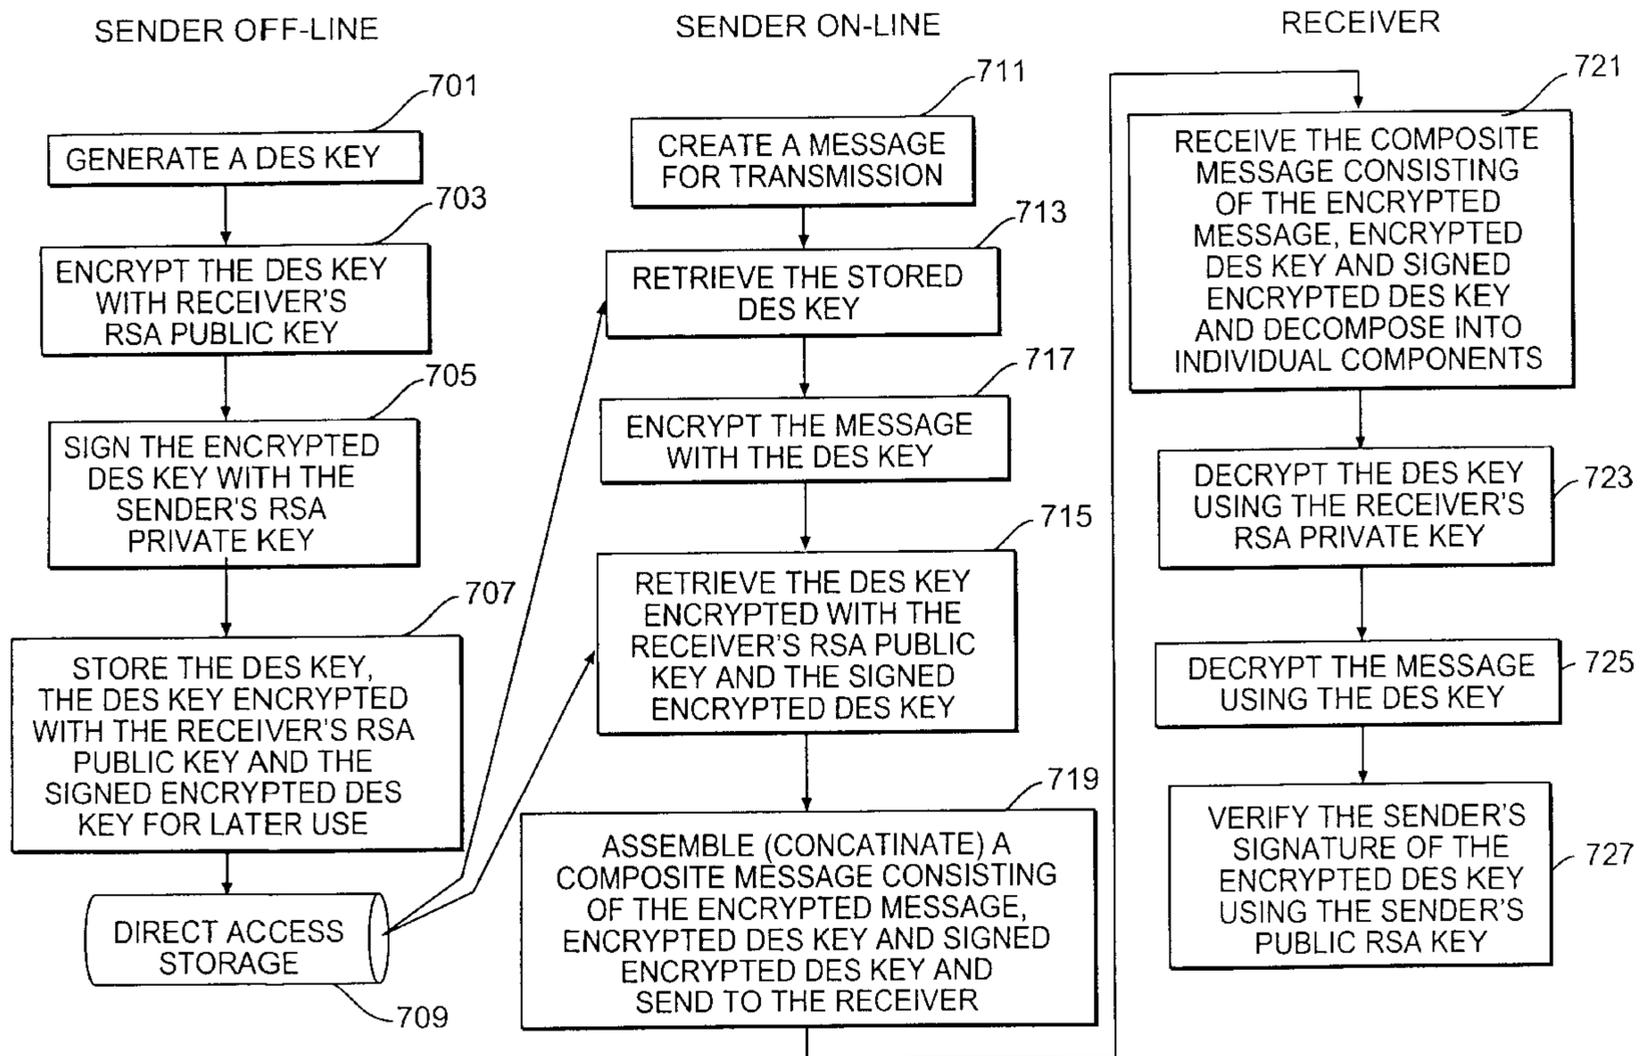 SENDER OFF-LINE
701
GENERATE A DES KEY
703
ENCRYPT THE DES KEY
WITH RECEIVER'S
RSA PUBLIC KEY
705
SIGN THE ENCRYPTED
DES KEY WITH THE
SENDER'S RSA
PRIVATE KEY
707
STORE THE DES KEY,
THE DES KEY ENCRYPTED
WITH THE RECEIVER'S RSA
PUBLIC KEY AND THE
SIGNED ENCRYPTED DES
KEY FOR LATER USE
DIRECT ACCESS
STORAGE
709
SENDER ON-LINE
711
CREATE A MESSAGE
FOR TRANSMISSION
713
RETRIEVE THE STORED
DES KEY
717
ENCRYPT THE MESSAGE
WITH THE DES KEY
715
RETRIEVE THE DES KEY
ENCRYPTED WITH THE
RECEIVER'S RSA PUBLIC
KEY AND THE SIGNED
ENCRYPTED DES KEY
719
ASSEMBLE (CONCATINATE) A
COMPOSITE MESSAGE CONSISTING
OF THE ENCRYPTED MESSAGE,
ENCRYPTED DES KEY AND SIGNED
ENCRYPTED DES KEY AND
SEND TO THE RECEIVER
RECEIVER
721
RECEIVE THE COMPOSITE
MESSAGE CONSISTING
OF THE ENCRYPTED
MESSAGE, ENCRYPTED
DES KEY AND SIGNED
ENCRYPTED DES KEY
AND DECOMPOSE INTO
INDIVIDUAL COMPONENTS
DECRYPT THE DES KEY
USING THE RECEIVER'S
RSA PRIVATE KEY
723
DECRYPT THE MESSAGE
USING THE DES KEY
725
VERIFY THE SENDER'S
SIGNATURE OF THE
ENCRYPTED DES KEY
USING THE SENDER'S
PUBLIC RSA KEY
727